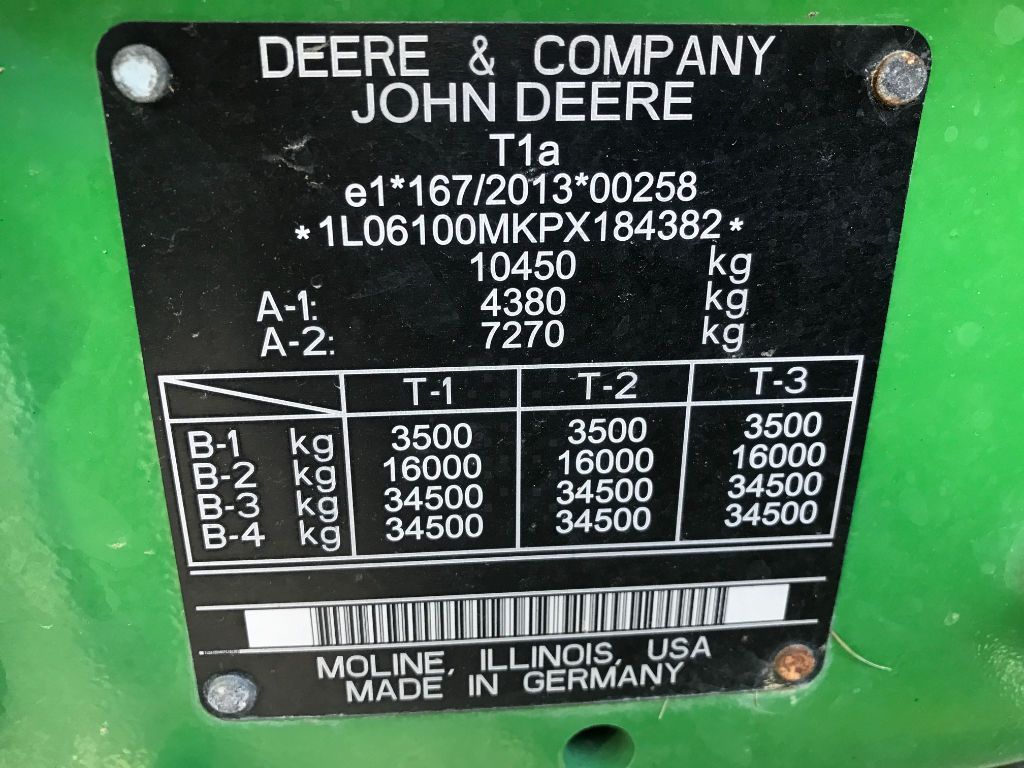 DEERE & COMPANY
JOHN DEERE
T1a
e1*167/2013*00258
*1L06100MKPX184382*
10450 kg
A-1: 4380 kg
A-2: 7270 kg
T-1 T-2 T-3
B-1 kg 3500 3500 3500
B-2 kg 16000 16000 16000
B-3 kg 34500 34500 34500
B-4 kg 34500 34500 34500
MOLINE, ILLINOIS, USA
MADE IN GERMANY